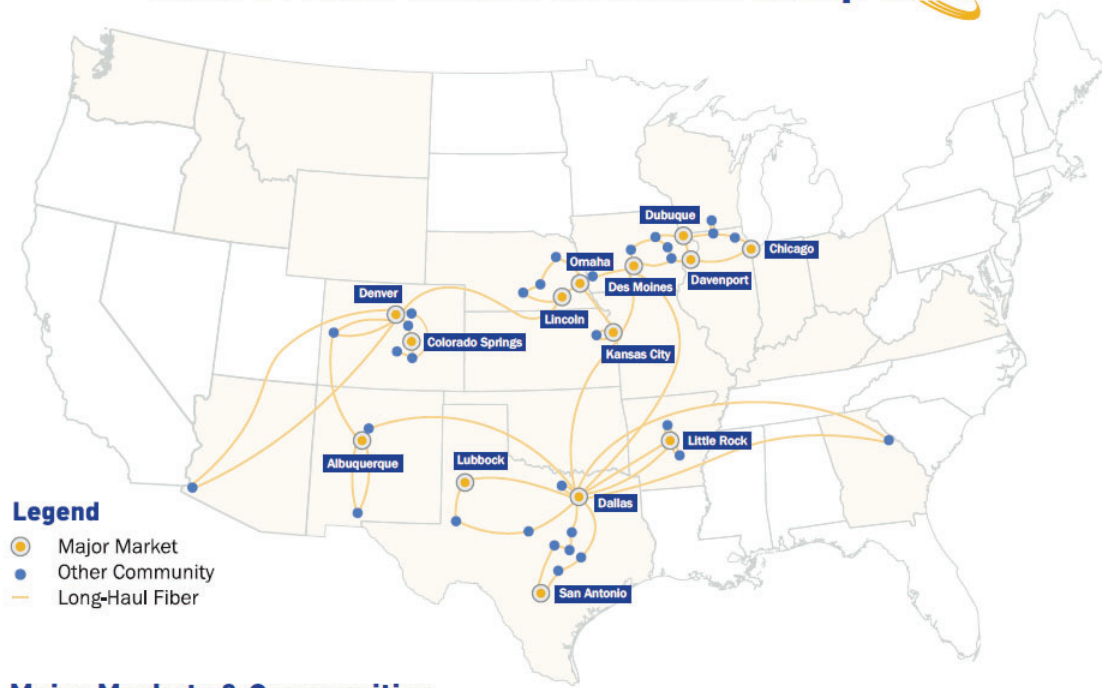 Dubuque
Chicago
Omaha
Des Moines
Davenport
Denver
Lincoln
Colorado Springs
Kansas City
Little Rock
Albuquerque
Lubbock
Dallas
San Antonio
Legend
Major Market
Other Community
Long-Haul Fiber